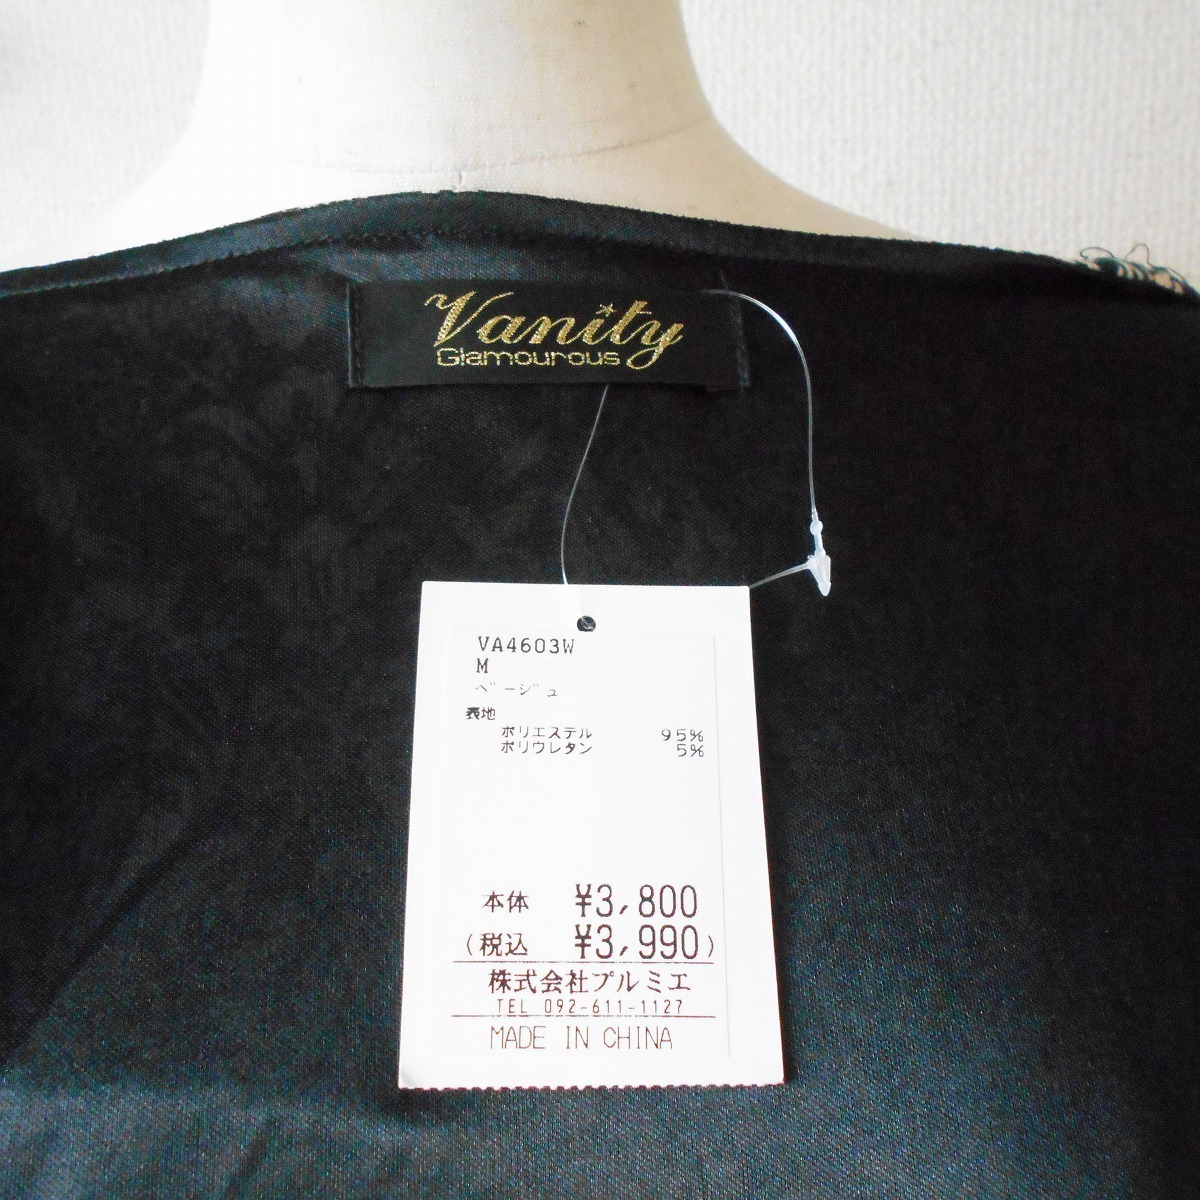 Vanity
Glamourous
VA4603W
M
ベージュ
表地
ポリエステル 95%
ポリウレタン 5%
本体 ¥3,800
(税込 ¥3,990)
株式会社プルミエ
TEL 092-611-1127
MADE IN CHINA